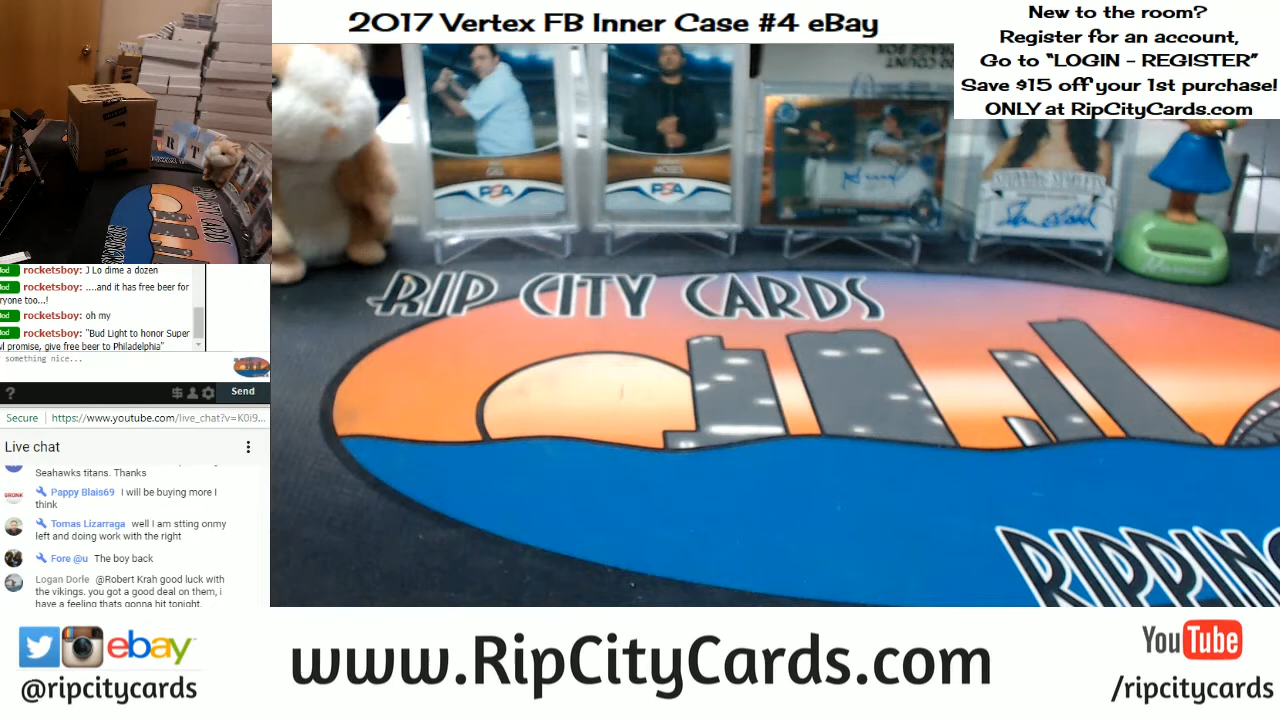 2017 Vertex FB Inner Case #4 eBay
New to the room?
Register for an account,
Go to “LOGIN – REGISTER”
Save $15 off your 1st purchase!
ONLY at RipCityCards.com
PSA
PSA
RIP CITY CARDS
RIPPING
rocketsboy: J Lo dime a dozen
rocketsboy: ....and it has free beer for
ryone too...!
rocketsboy: oh my
rocketsboy: "Bud Light to honor Super
promise, give free beer to Philadelphia"
something nice...
?
Send
Secure
https://www.youtube.com/live_chat?v=K0i9...
Live chat
Seahawks titans. Thanks
Pappy Blais69 I will be buying more I
think
Tomas Lizarraga well I am stting onmy
left and doing work with the right
Fore @u The boy back
Logan Dorle @Robert Krah good luck with
the vikings. you got a good deal on them, i
have a feeling thats gonna hit tonight.
ebay
@ripcitycards
www.RipCityCards.com
YouTube
/ripcitycards